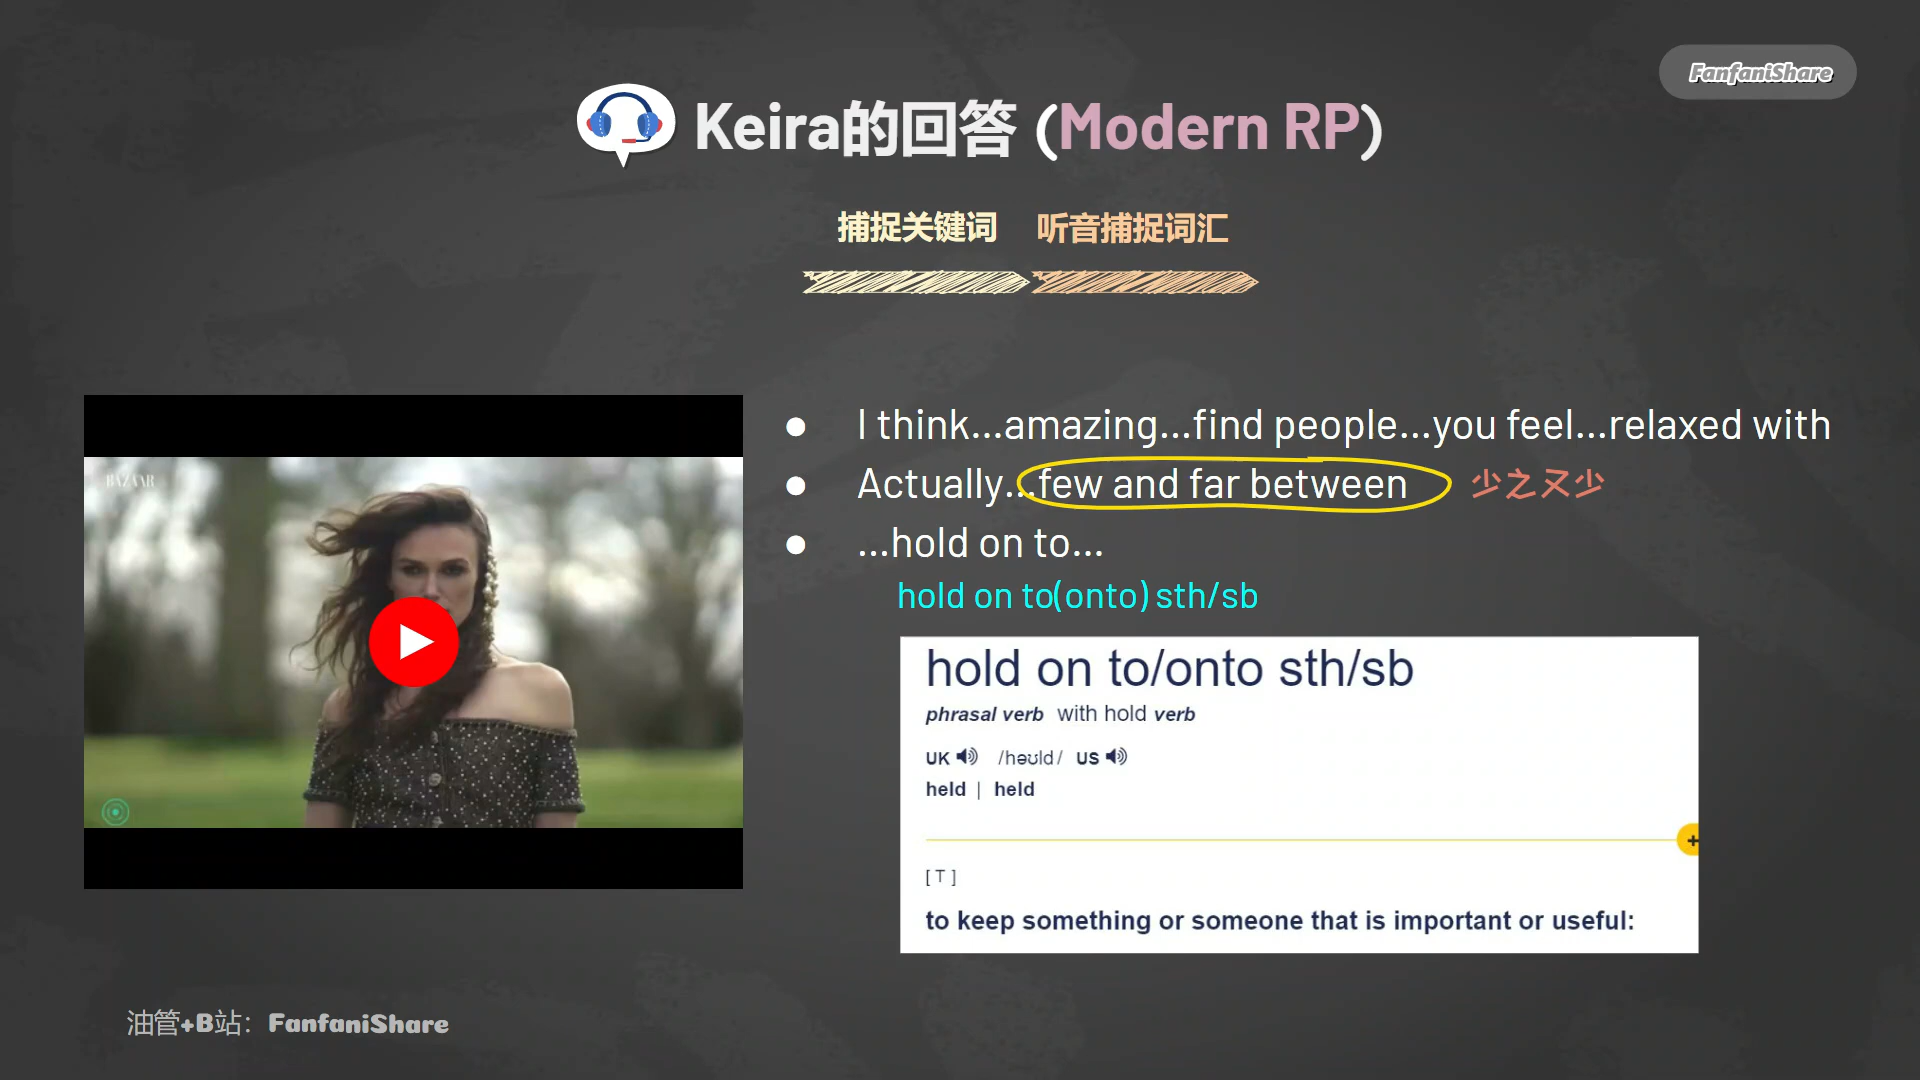 FanfaniShare
Keira的回答 (Modern RP)
捕捉关键词 听音捕捉词汇
BAZAAR
● I think...amazing...find people...you feel...relaxed with
● Actually...few and far between 少之又少
● ...hold on to...
hold on to(onto) sth/sb
hold on to/onto sth/sb
phrasal verb with hold verb
UK /həʊld/ US
held | held
+
[ T ]
to keep something or someone that is important or useful:
油管+B站：FanfaniShare